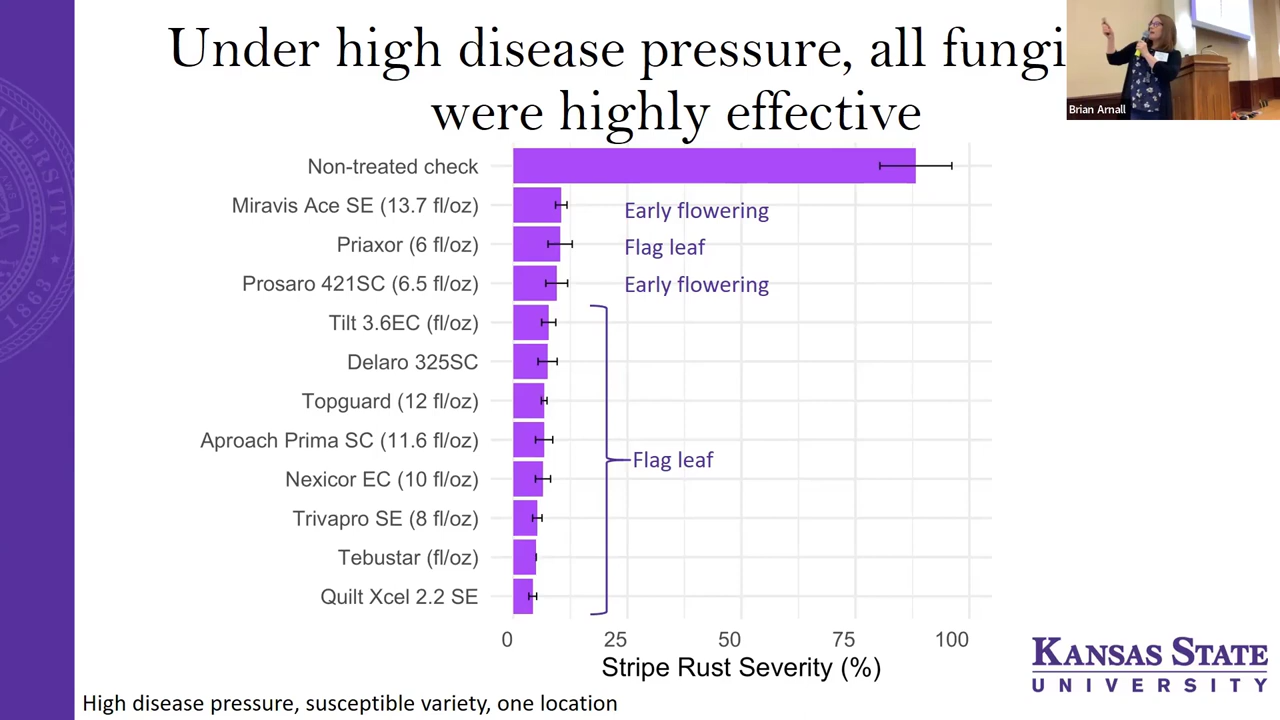 Under high disease pressure, all fungi
were highly effective
Brian Arnall
Non-treated check
Miravis Ace SE (13.7 fl/oz)
Early flowering
Priaxor (6 fl/oz)
Flag leaf
Prosaro 421SC (6.5 fl/oz)
Early flowering
Tilt 3.6EC (fl/oz)
Delaro 325SC
Topguard (12 fl/oz)
Aproach Prima SC (11.6 fl/oz)
Flag leaf
Nexicor EC (10 fl/oz)
Trivapro SE (8 fl/oz)
Tebustar (fl/oz)
Quilt Xcel 2.2 SE
0 25 50 75 100
Stripe Rust Severity (%)
KANSAS STATE
UNIVERSITY
High disease pressure, susceptible variety, one location
1863